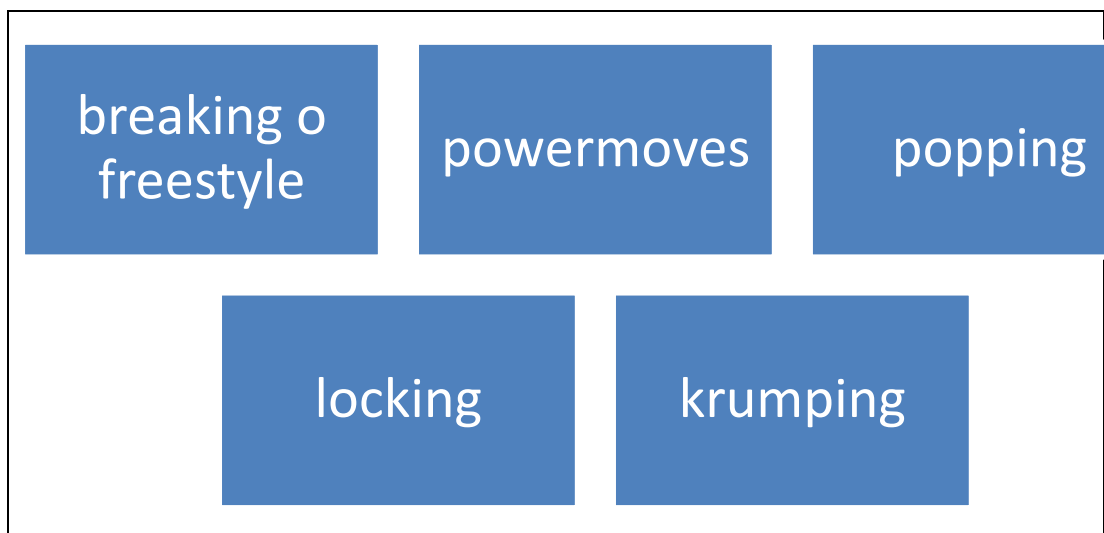 breaking o
freestyle
powermoves
popping
locking
krumping